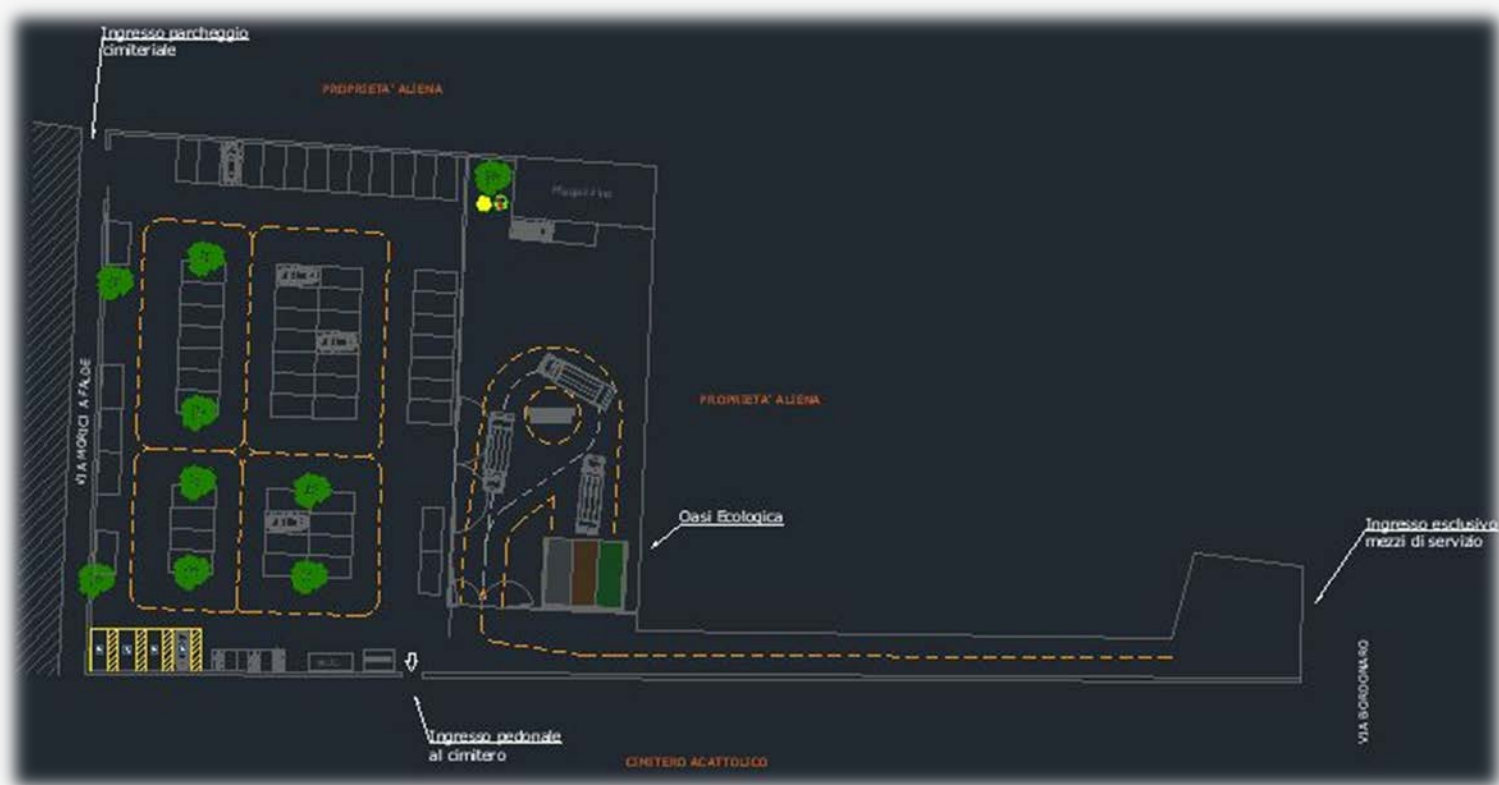 Ingresso parcheggio
cimiteriale
PROPRIETA' ALIENA
Magazzino
VIA MORICI A FALDE
PROPRIETA' ALIENA
Oasi Ecologica
Ingresso esclusivo
mezzi di servizio
VIA BORDONARO
Ingresso pedonale
al cimitero
CIMITERO ACATTOLICO